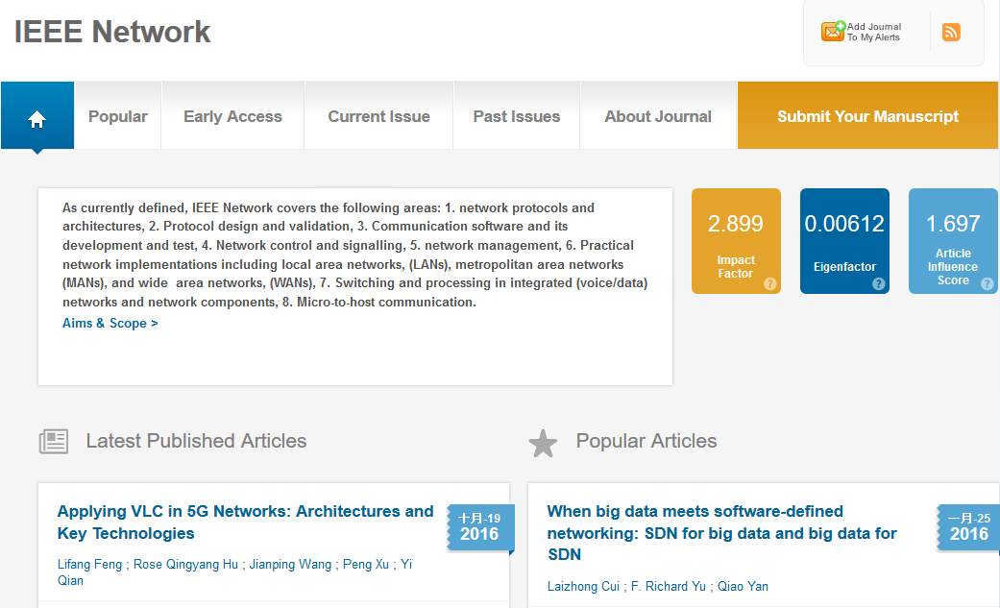 IEEE Network
Add Journal
To My Alerts
Popular
Early Access
Current Issue
Past Issues
About Journal
Submit Your Manuscript
As currently defined, IEEE Network covers the following areas: 1. network protocols and
architectures, 2. Protocol design and validation, 3. Communication software and its
development and test, 4. Network control and signalling, 5. network management, 6. Practical
network implementations including local area networks, (LANs), metropolitan area networks
(MANs), and wide  area networks, (WANs), 7. Switching and processing in integrated (voice/data)
networks and network components, 8. Micro-to-host communication.
Aims & Scope >
2.899
Impact
Factor
?
0.00612
Eigenfactor
?
1.697
Article
Influence
Score
?
Latest Published Articles
Applying VLC in 5G Networks: Architectures and
Key Technologies
十月-19
2016
Lifang Feng ; Rose Qingyang Hu ; Jianping Wang ; Peng Xu ; Yi
Qian
Popular Articles
When big data meets software-defined
networking: SDN for big data and big data for
SDN
一月-25
2016
Laizhong Cui ; F. Richard Yu ; Qiao Yan